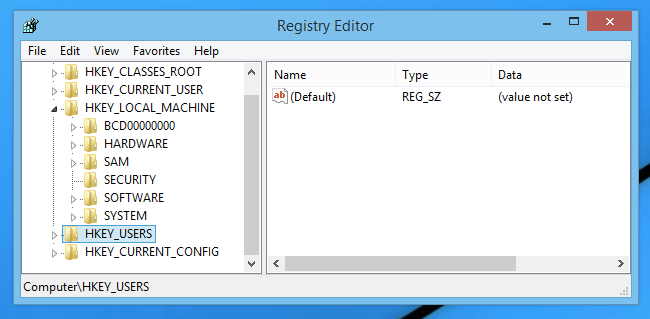 Registry Editor
File Edit View Favorites Help
HKEY_CLASSES_ROOT
HKEY_CURRENT_USER
HKEY_LOCAL_MACHINE
BCD00000000
HARDWARE
SAM
SECURITY
SOFTWARE
SYSTEM
HKEY_USERS
HKEY_CURRENT_CONFIG
Name Type Data
ab (Default) REG_SZ (value not set)
Computer\HKEY_USERS